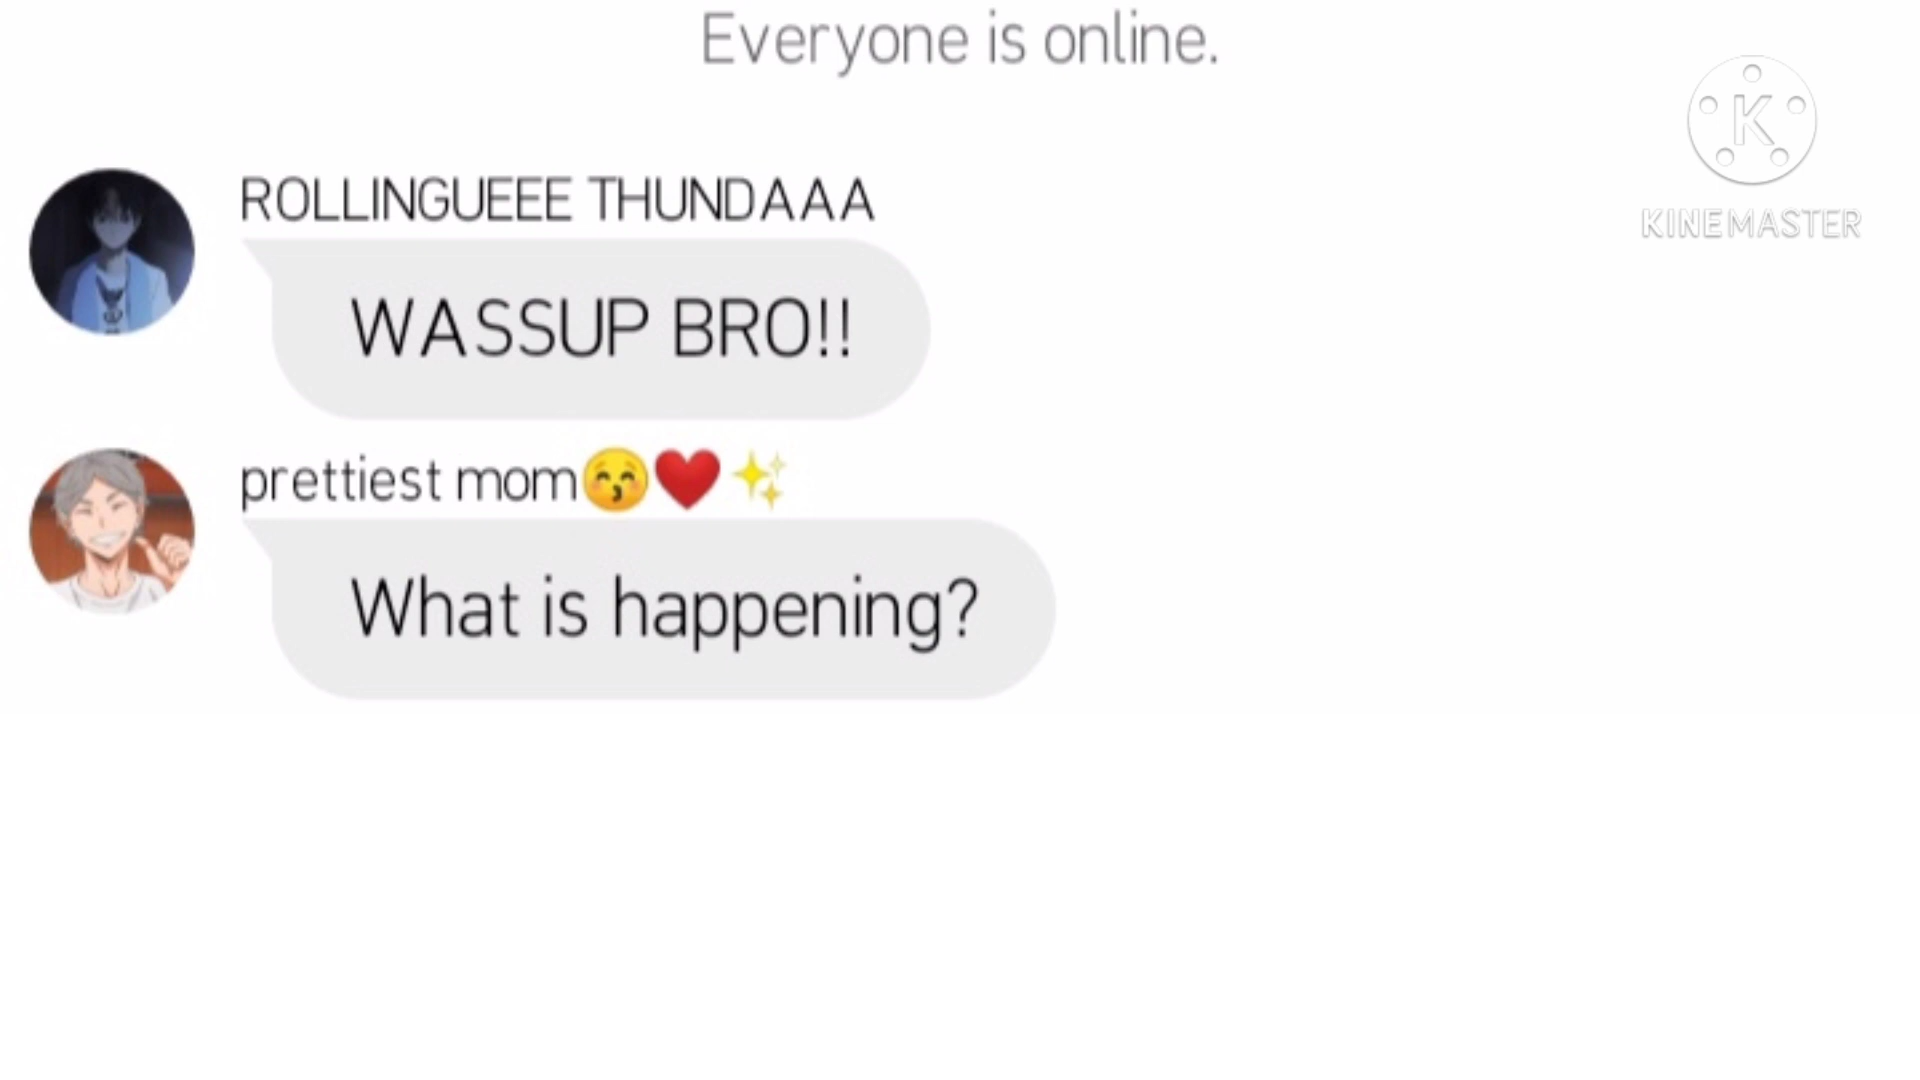 Everyone is online.
K
KINEMASTER
ROLLINGUEEE THUNDAAA
WASSUP BRO!!
prettiest mom😚❤️✨
What is happening?